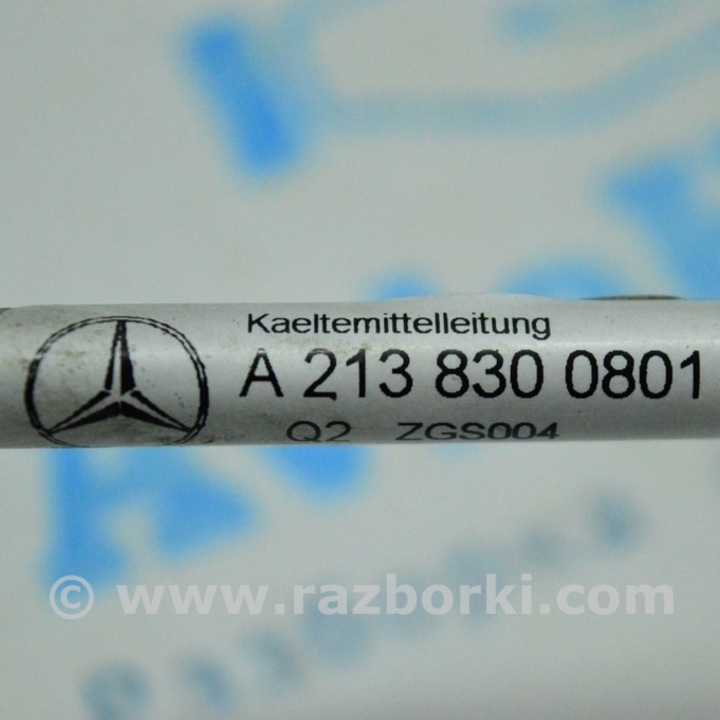 Kaeltemittelleitung
A 213 830 0801
Q2 ZGS004
© www.razborki.com